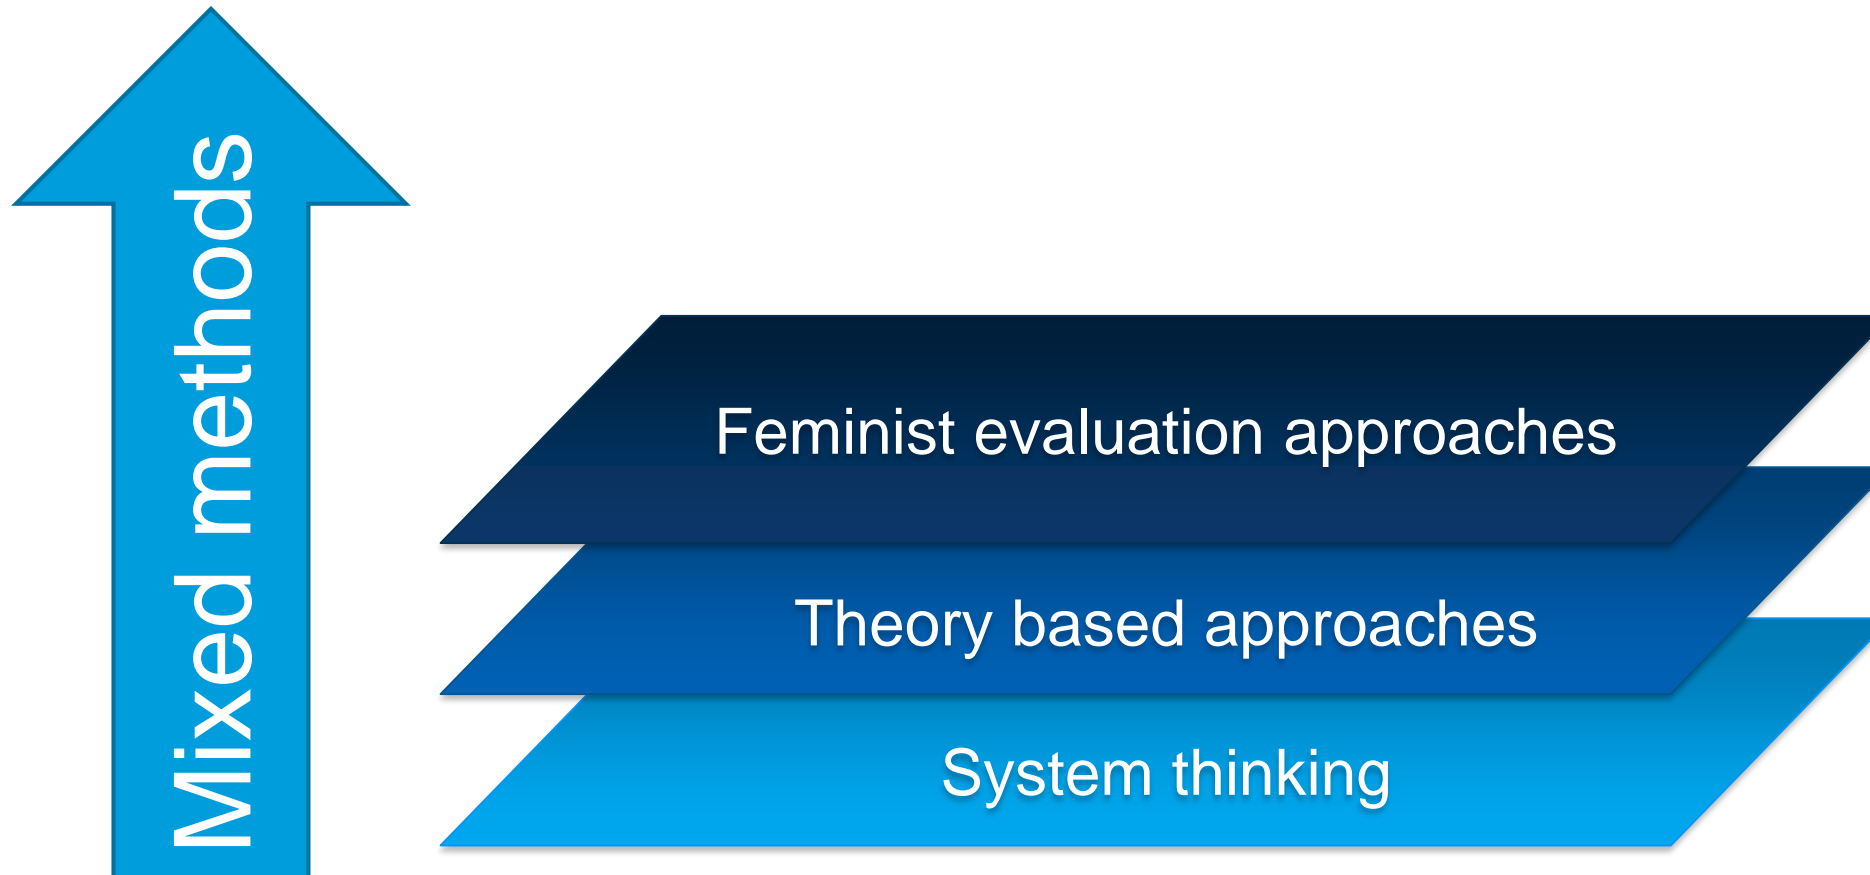 Mixed methods
Feminist evaluation approaches
Theory based approaches
System thinking